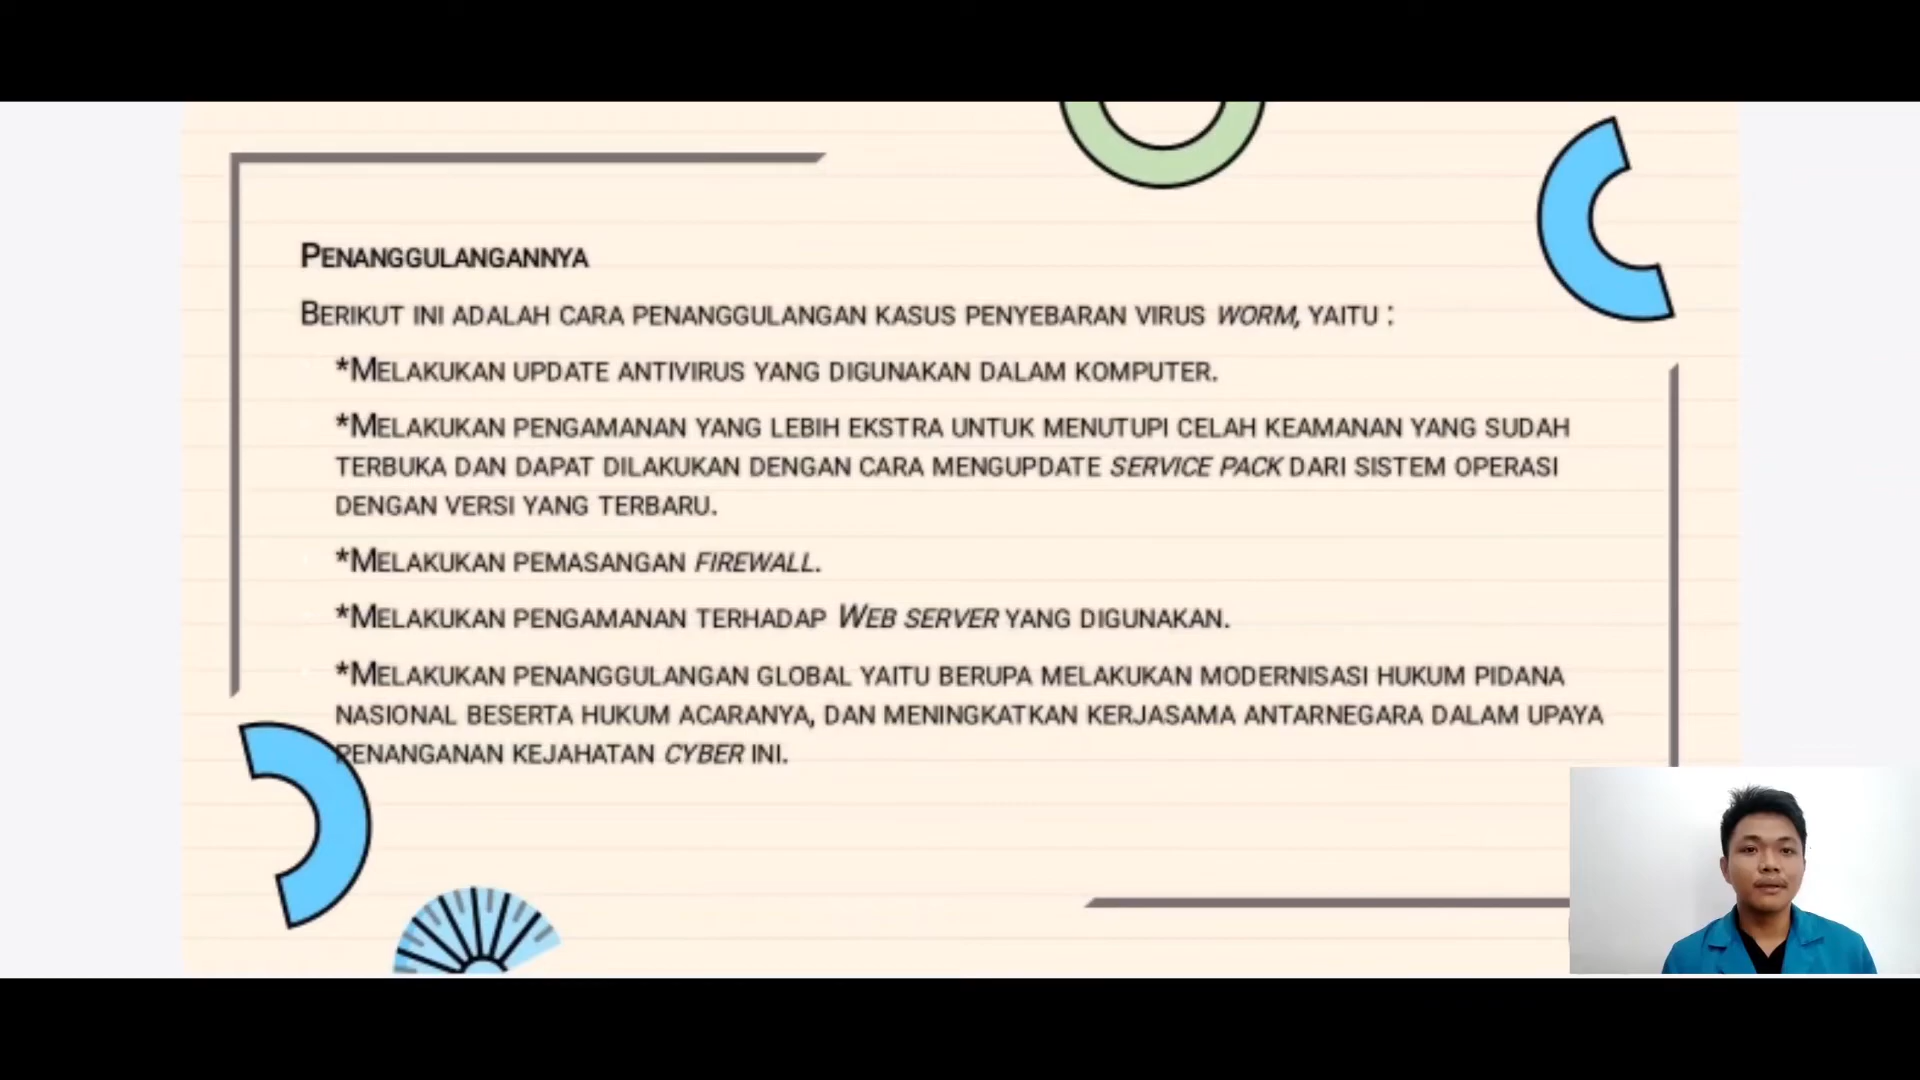 PENANGGULANGANNYA
BERIKUT INI ADALAH CARA PENANGGULANGAN KASUS PENYEBARAN VIRUS WORM, YAITU :
*MELAKUKAN UPDATE ANTIVIRUS YANG DIGUNAKAN DALAM KOMPUTER.
*MELAKUKAN PENGAMANAN YANG LEBIH EKSTRA UNTUK MENUTUPI CELAH KEAMANAN YANG SUDAH
TERBUKA DAN DAPAT DILAKUKAN DENGAN CARA MENGUPDATE SERVICE PACK DARI SISTEM OPERASI
DENGAN VERSI YANG TERBARU.
*MELAKUKAN PEMASANGAN FIREWALL.
*MELAKUKAN PENGAMANAN TERHADAP WEB SERVER YANG DIGUNAKAN.
*MELAKUKAN PENANGGULANGAN GLOBAL YAITU BERUPA MELAKUKAN MODERNISASI HUKUM PIDANA
NASIONAL BESERTA HUKUM ACARANYA, DAN MENINGKATKAN KERJASAMA ANTARNEGARA DALAM UPAYA
PENANGANAN KEJAHATAN CYBER INI.